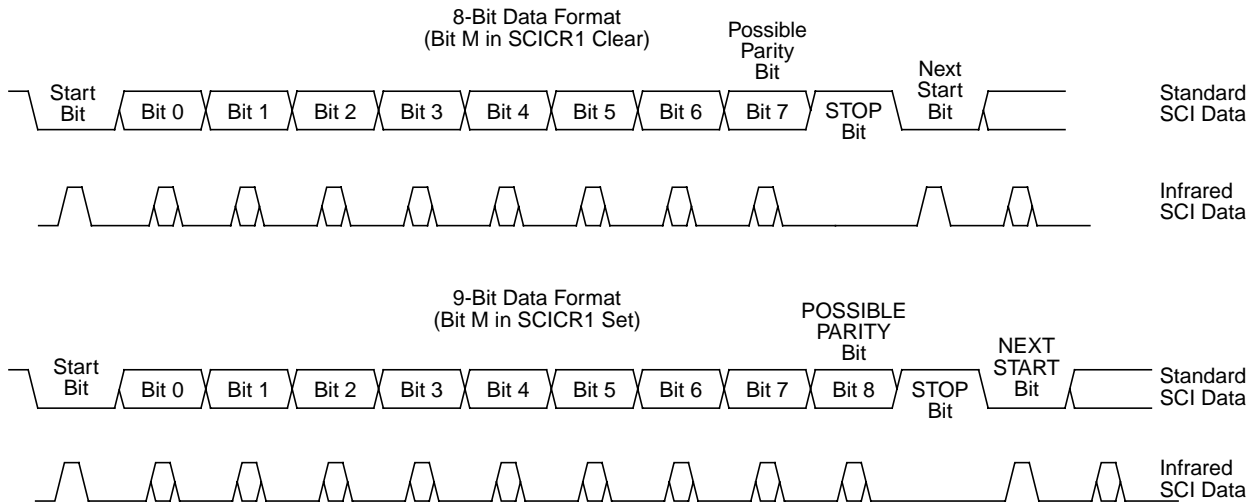 8-Bit Data Format
(Bit M in SCICR1 Clear)
Possible
Parity
Bit
Start
Bit
Bit 0
Bit 1
Bit 2
Bit 3
Bit 4
Bit 5
Bit 6
Bit 7
STOP
Bit
Next
Start
Bit
Standard
SCI Data
Infrared
SCI Data
9-Bit Data Format
(Bit M in SCICR1 Set)
POSSIBLE
PARITY
Bit
Start
Bit
Bit 0
Bit 1
Bit 2
Bit 3
Bit 4
Bit 5
Bit 6
Bit 7
Bit 8
STOP
Bit
NEXT
START
Bit
Standard
SCI Data
Infrared
SCI Data